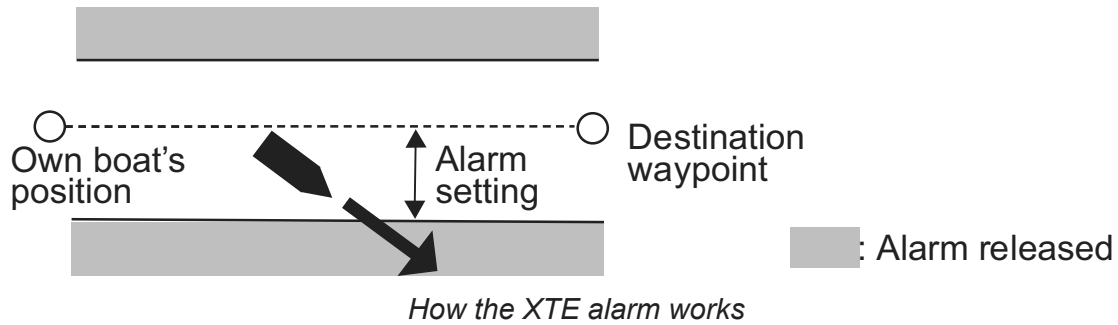 Own boat's
position
Alarm
setting
Destination
waypoint
: Alarm released
How the XTE alarm works